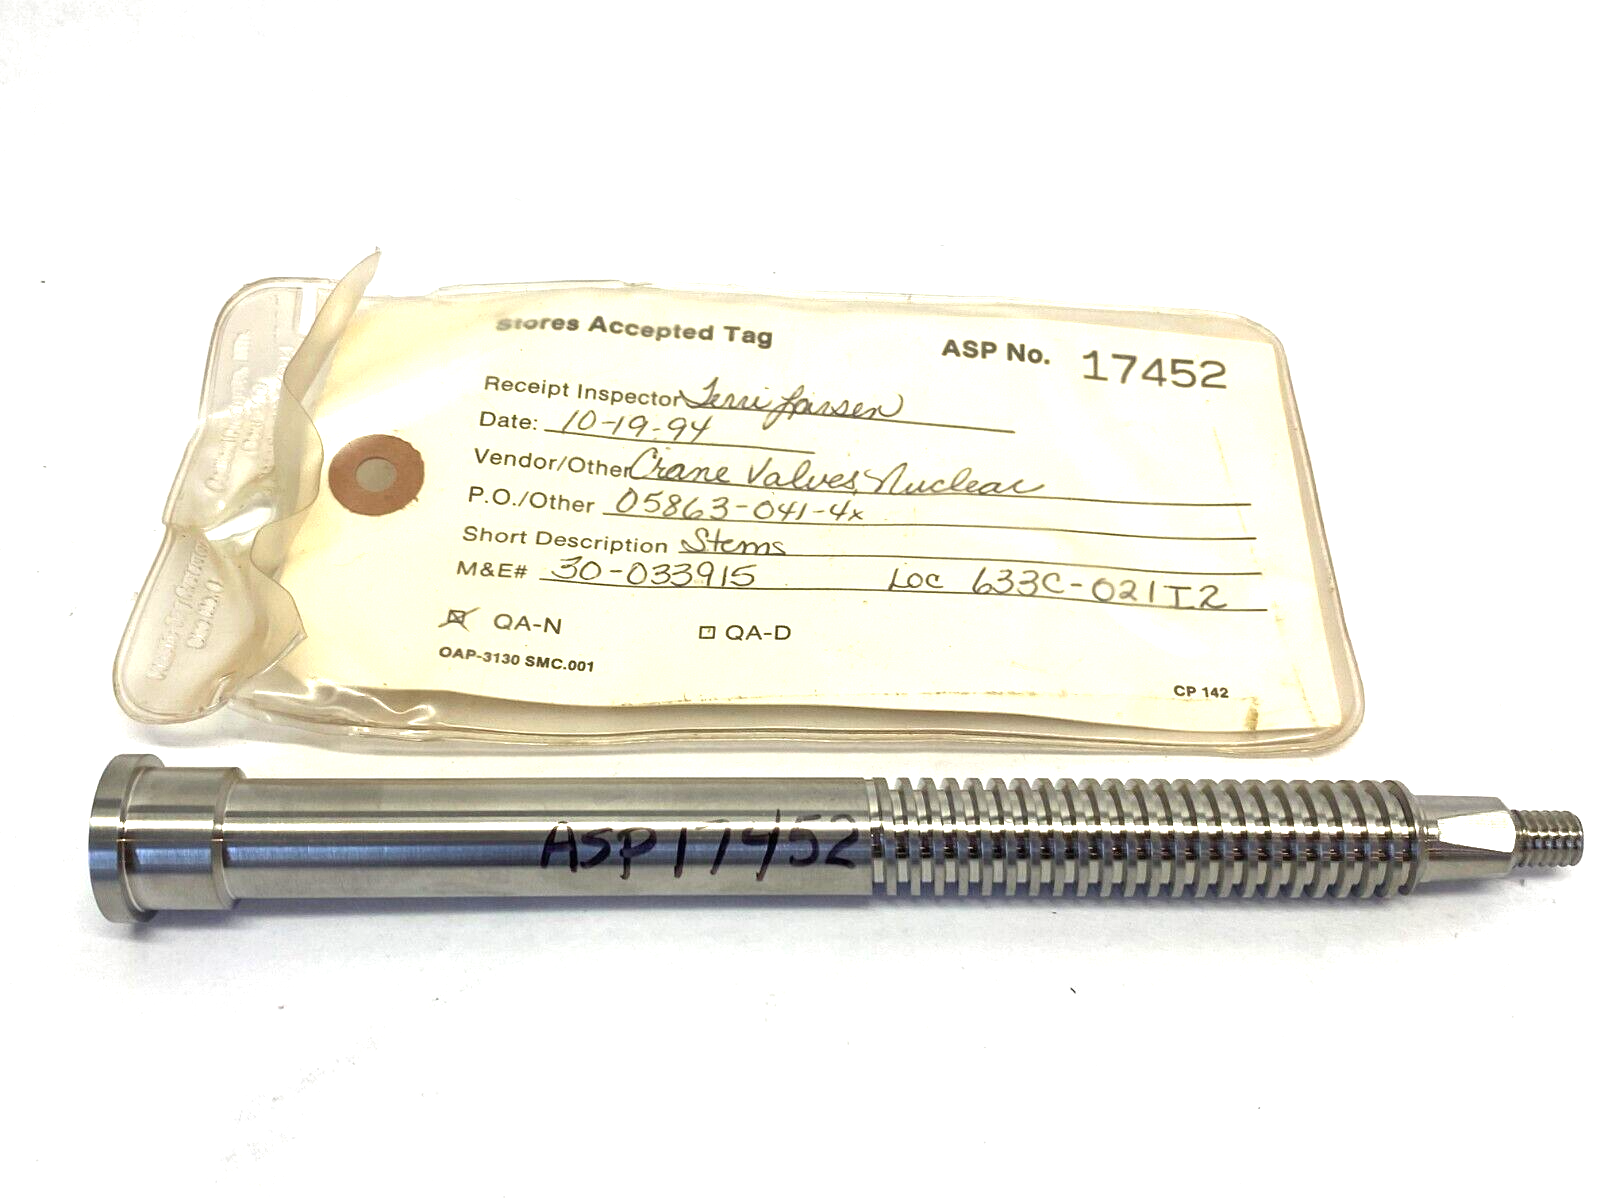 Stores Accepted Tag
ASP No. 17452
Receipt Inspector Terri Larsen
Date: 10-19-94
Vendor/Other Crane Valves, Nuclear
P.O./Other 05863-041-4x
Short Description Stems
M&E# 30-033915 Loc 633C-021I2
QA-N QA-D
OAP-3130 SMC.001
CP 142
ASP17452